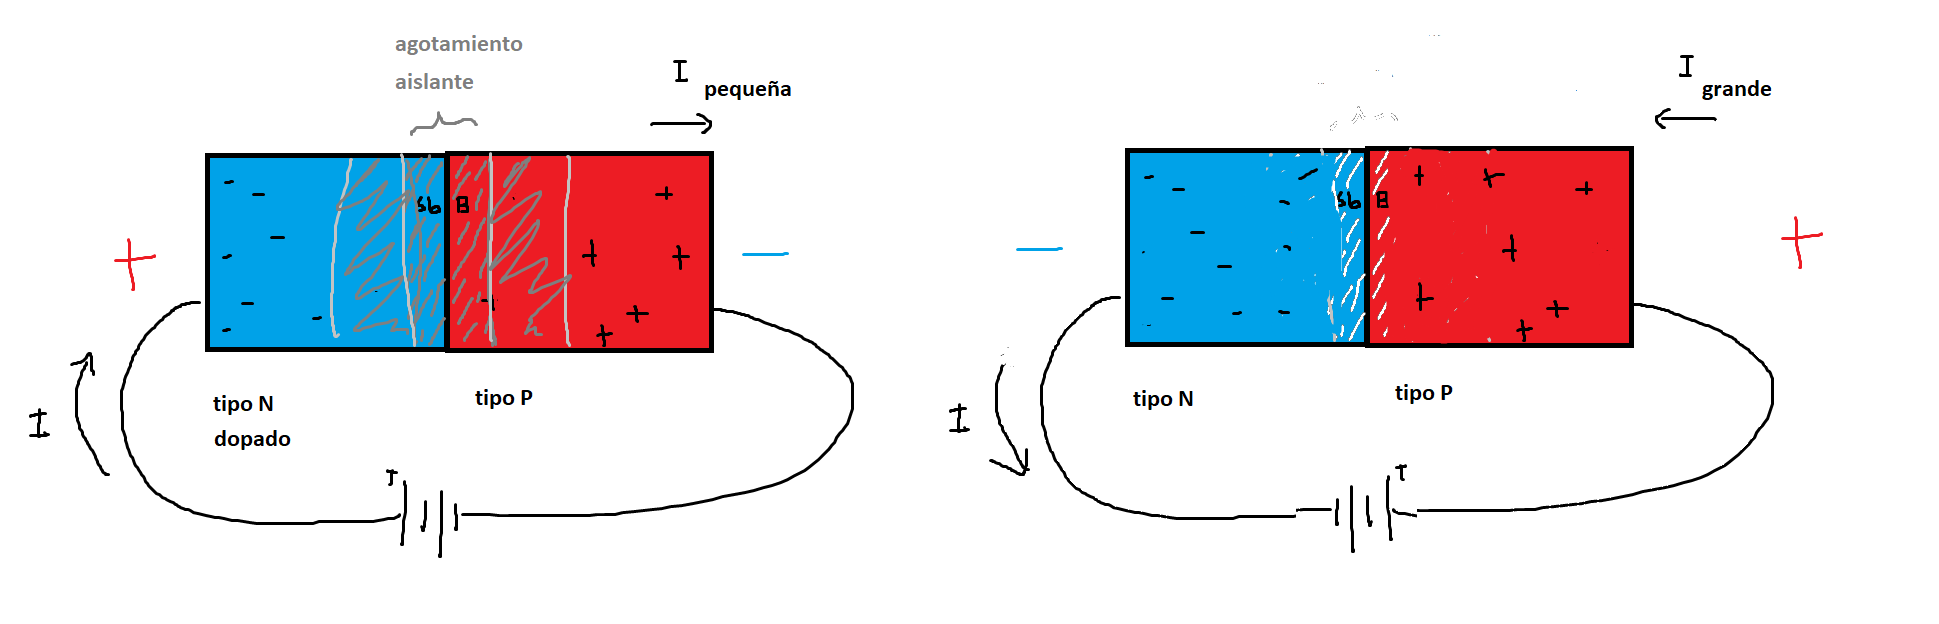 agotamiento
aislante
I pequeña
Sb B
+
-
I
tipo N
dopado
tipo P
I grande
Sb B
-
+
I
tipo N
tipo P